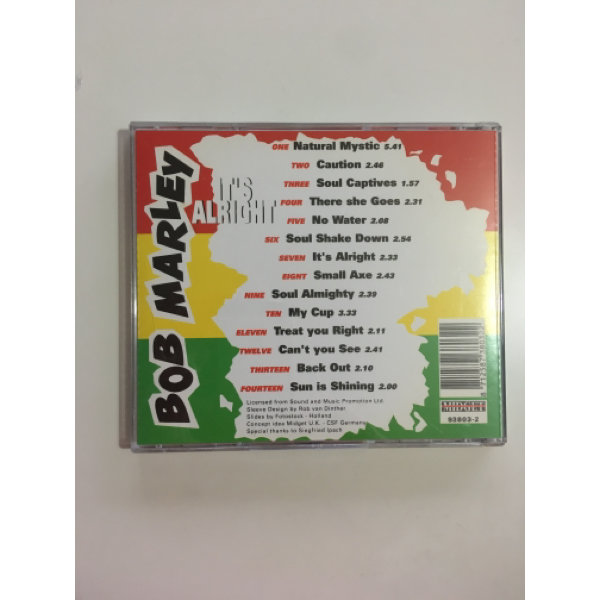 BOB MARLEY
IT'S
ALRIGHT
ONE Natural Mystic 5.41
TWO Caution 2.46
THREE Soul Captives 1.57
FOUR There she Goes 2.31
FIVE No Water 2.08
SIX Soul Shake Down 2.54
SEVEN It's Alright 2.33
EIGHT Small Axe 2.43
NINE Soul Almighty 2.39
TEN My Cup 3.33
ELEVEN Treat you Right 2.11
TWELVE Can't you See 2.41
THIRTEEN Back Out 2.10
FOURTEEN Sun is Shining 2.00
Licensed from Sound and Music Promotion Ltd
Sleeve Design by Rob van Dinther
Slides by Fotostock - Holland
Concept idea Midget U.K. - CSF Germany
Special thanks to Siegfried Ipach
93803-2